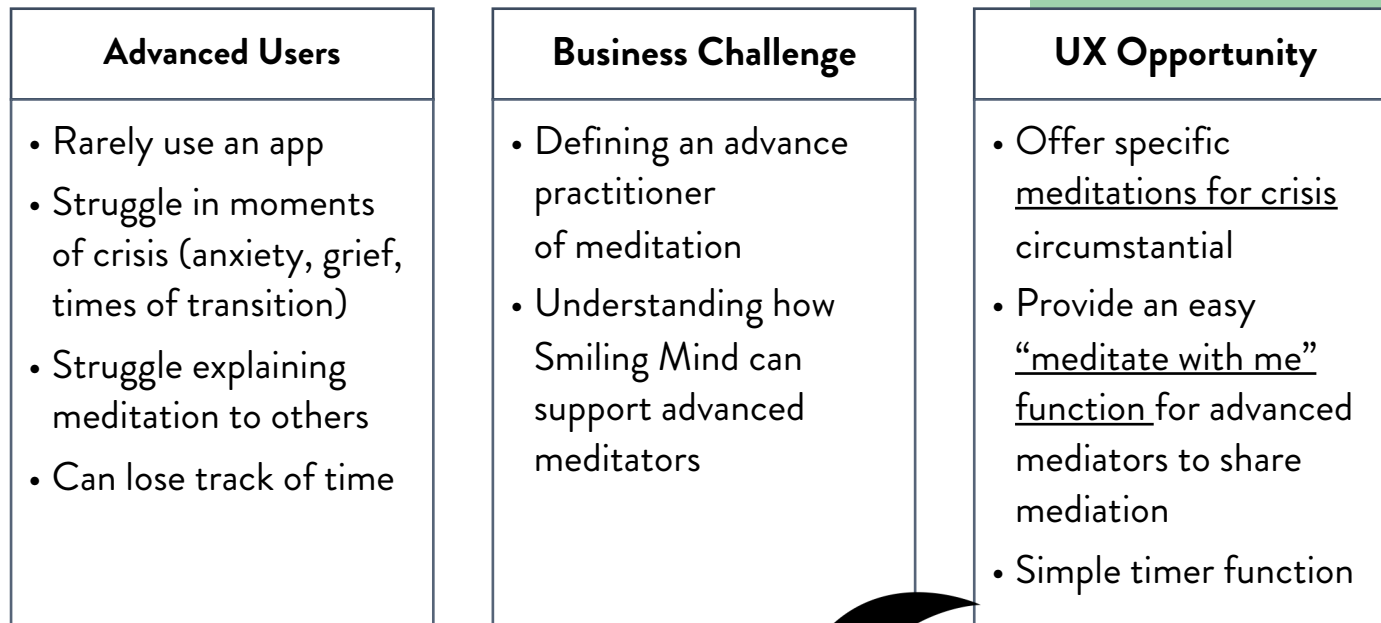 Advanced Users
• Rarely use an app
• Struggle in moments
of crisis (anxiety, grief,
times of transition)
• Struggle explaining
meditation to others
• Can lose track of time
Business Challenge
• Defining an advance
practitioner
of meditation
• Understanding how
Smiling Mind can
support advanced
meditators
UX Opportunity
• Offer specific
meditations for crisis
circumstantial
• Provide an easy
“meditate with me”
function for advanced
mediators to share
mediation
• Simple timer function